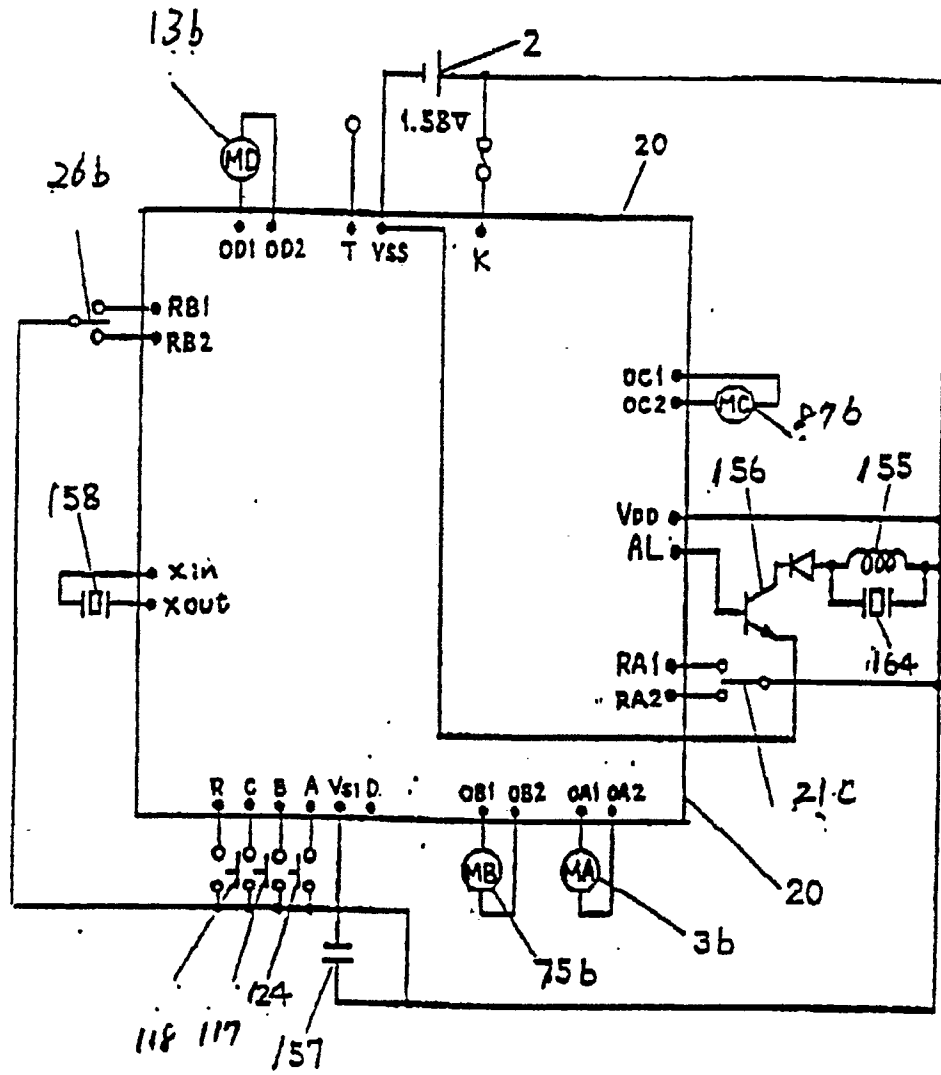 13b
2
1.58V
20
MD
26b
OD1 OD2 T VSS K
RB1
RB2
OC1
OC2
MC
87b
156
155
158
VDD
AL
Xin
Xout
164
RA1
RA2
R C B A VS1 D
OB1 OB2 OA1 OA2
21c
MB
MA
20
3b
75b
124
118 117
157